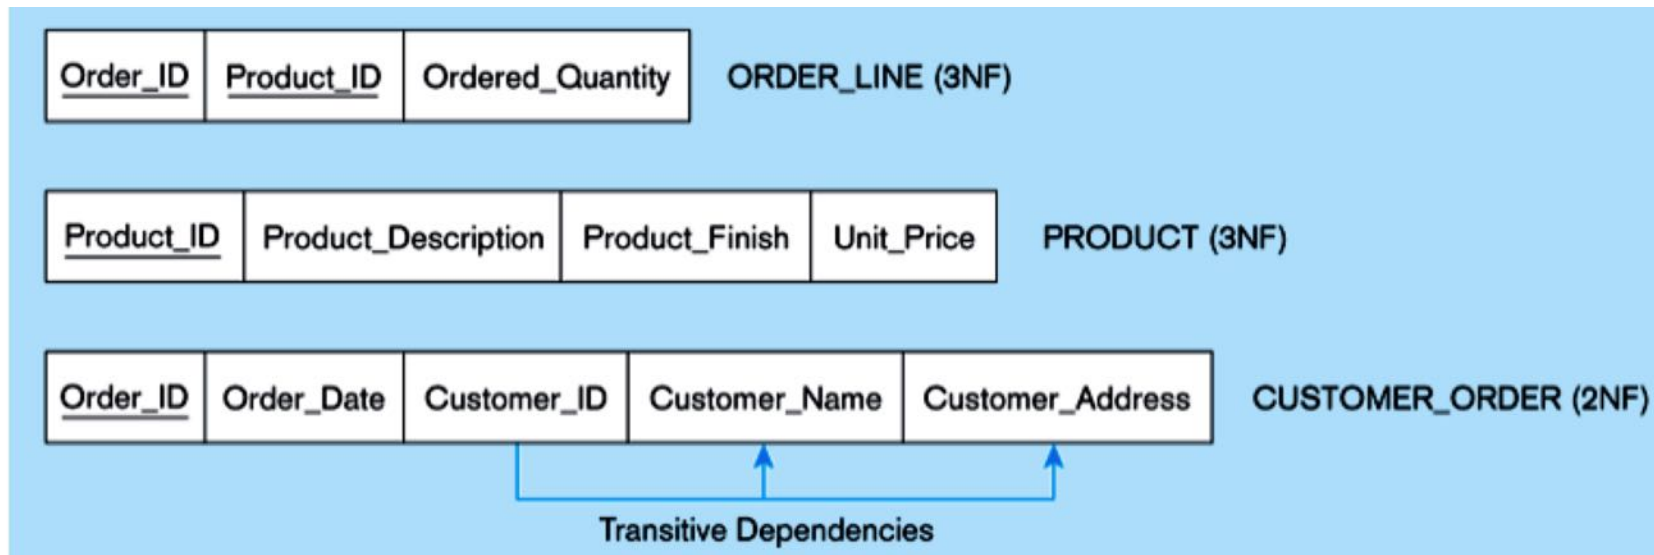 Order_ID Product_ID Ordered_Quantity ORDER_LINE (3NF)
Product_ID Product_Description Product_Finish Unit_Price PRODUCT (3NF)
Order_ID Order_Date Customer_ID Customer_Name Customer_Address CUSTOMER_ORDER (2NF)
Transitive Dependencies